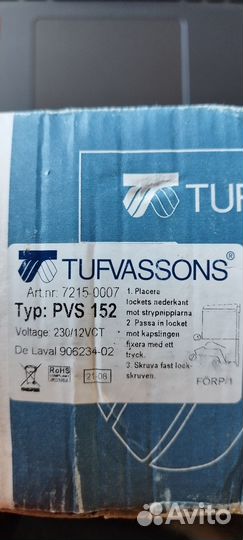 TUF
TUFVASSONS®
Art.nr: 7215-0007
Typ: PVS 152
Voltage: 230/12VCT
De Laval 906234-02
RoHS
21-08
1. Placera
lockets nederkant
mot strypnipplarna
2. Passa in locket
mot kapslingen
fixera med ett
tryck.
3. Skruva fast lock-
skruven.
FÖRP/1
Avito